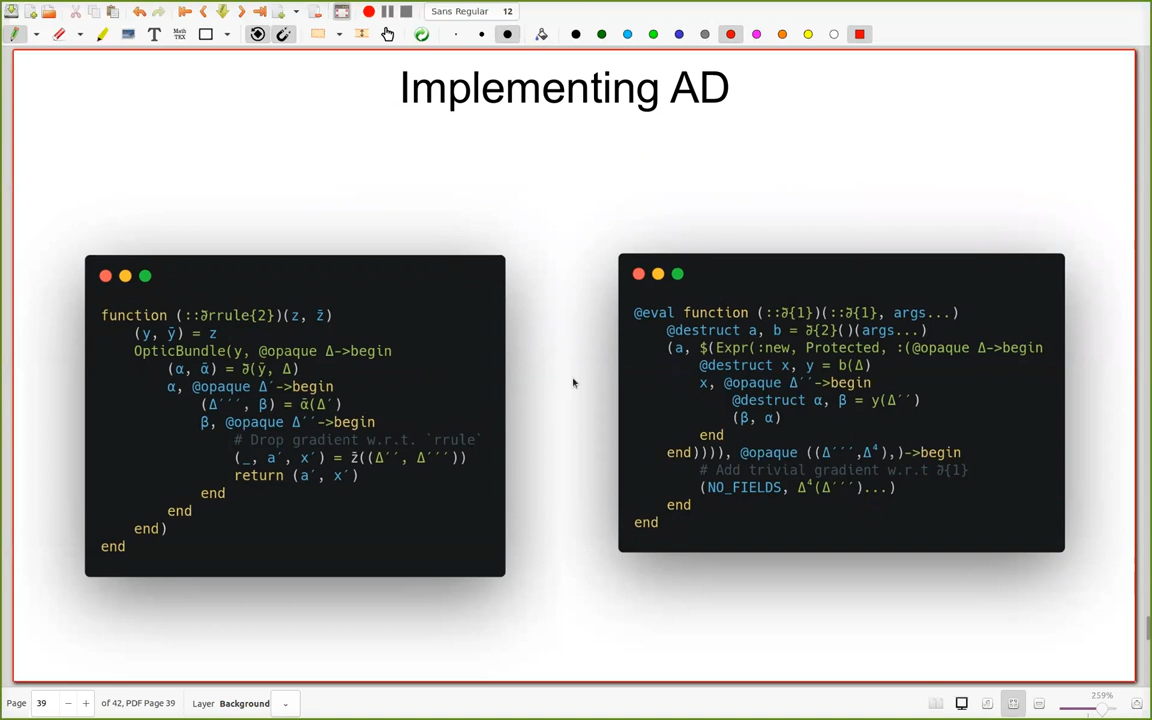 Sans Regular 12
Math
TEX
T
Implementing AD
function (::∂rrule{2})(z, z̄)
(y, ȳ) = z
OpticBundle(y, @opaque Δ->begin
(α, ᾱ) = ∂(ȳ, Δ)
α, @opaque Δ′->begin
(Δ′′′, β) = ᾱ(Δ′)
β, @opaque Δ′′->begin
# Drop gradient w.r.t. `rrule`
(_, a′, x′) = z̄((Δ′′, Δ′′′))
return (a′, x′)
end
end
end)
end
@eval function (::∂{1})(::∂{1}, args...)
@destruct a, b = ∂{2}()(args...)
(a, $(Expr(:new, Protected, :(@opaque Δ->begin
@destruct x, y = b(Δ)
x, @opaque Δ′′->begin
@destruct α, β = y(Δ′′)
(β, α)
end
end)))), @opaque ((Δ′′′,Δ⁴),)->begin
# Add trivial gradient w.r.t ∂{1}
(NO_FIELDS, Δ⁴(Δ′′′)...)
end
end
Page 39 − + of 42, PDF Page 39 Layer Background 259%